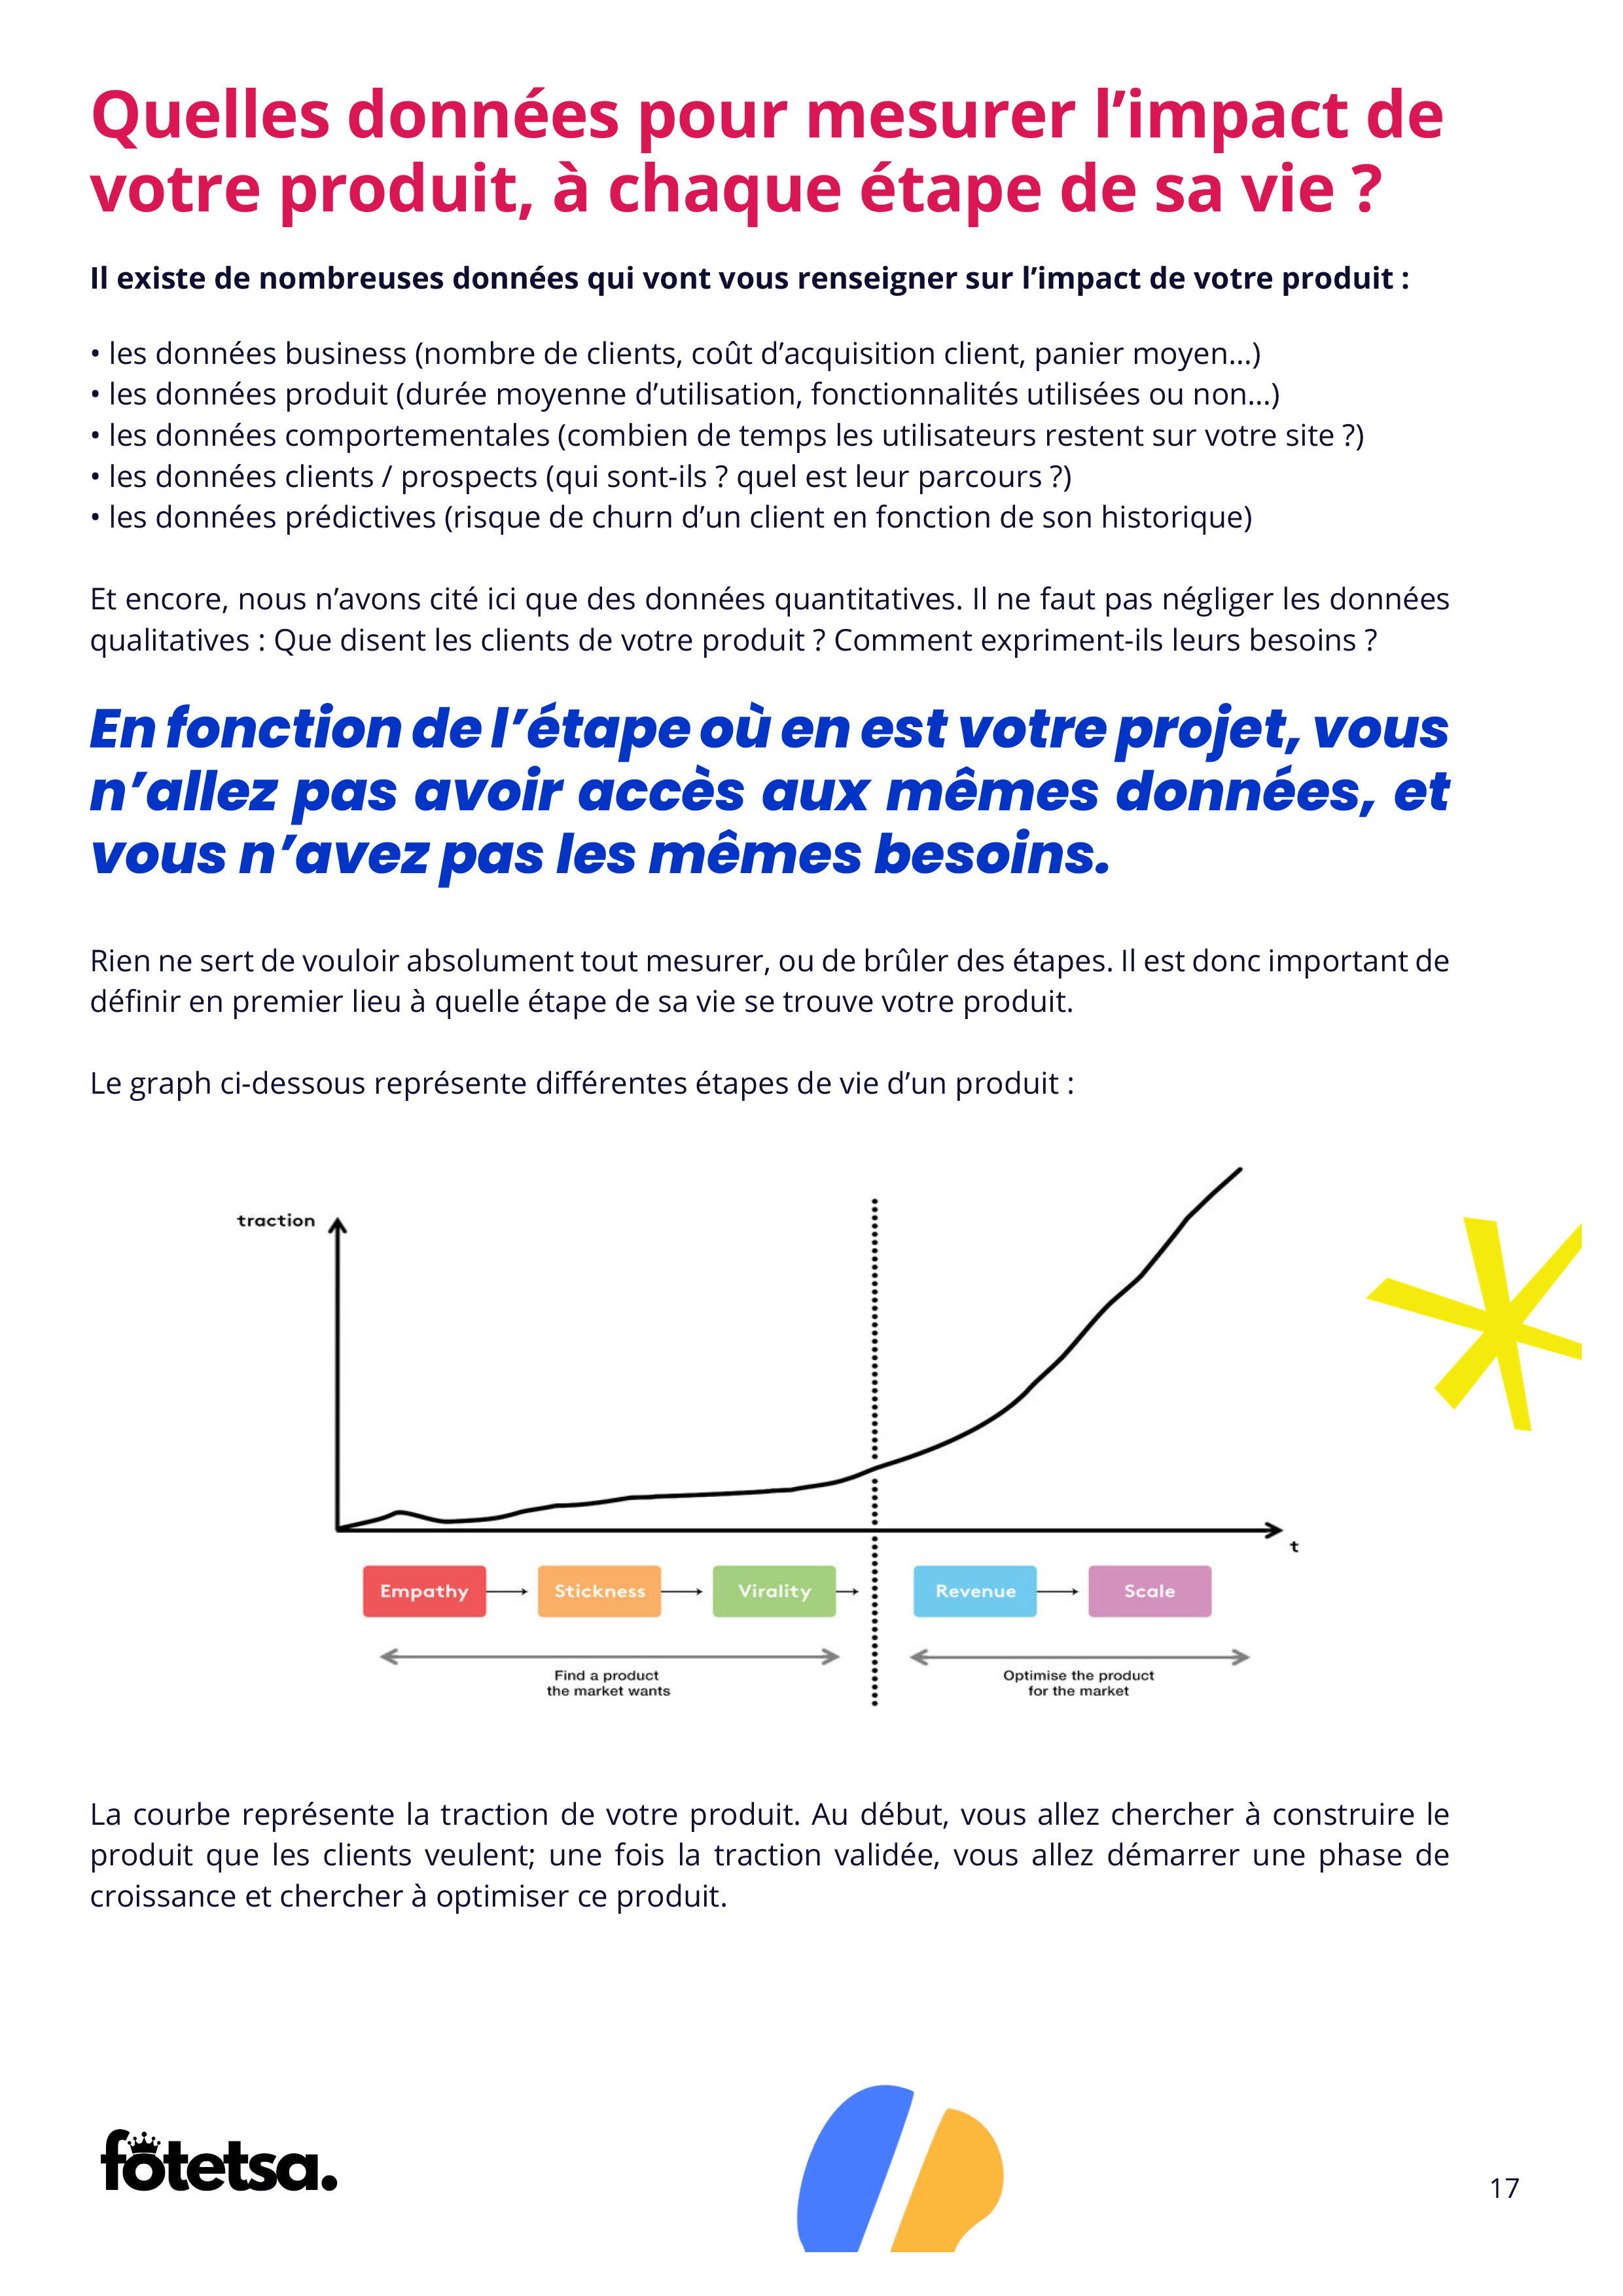 Quelles données pour mesurer l’impact de
votre produit, à chaque étape de sa vie ?
Il existe de nombreuses données qui vont vous renseigner sur l’impact de votre produit :
• les données business (nombre de clients, coût d’acquisition client, panier moyen...)
• les données produit (durée moyenne d’utilisation, fonctionnalités utilisées ou non...)
• les données comportementales (combien de temps les utilisateurs restent sur votre site ?)
• les données clients / prospects (qui sont-ils ? quel est leur parcours ?)
• les données prédictives (risque de churn d’un client en fonction de son historique)
Et encore, nous n’avons cité ici que des données quantitatives. Il ne faut pas négliger les données
qualitatives : Que disent les clients de votre produit ? Comment expriment-ils leurs besoins ?
En fonction de l’étape où en est votre projet, vous
n’allez pas avoir accès aux mêmes données, et
vous n’avez pas les mêmes besoins.
Rien ne sert de vouloir absolument tout mesurer, ou de brûler des étapes. Il est donc important de
définir en premier lieu à quelle étape de sa vie se trouve votre produit.
Le graph ci-dessous représente différentes étapes de vie d’un produit :
traction
t
Empathy
Stickness
Virality
Revenue
Scale
Find a product
the market wants
Optimise the product
for the market
La courbe représente la traction de votre produit. Au début, vous allez chercher à construire le
produit que les clients veulent; une fois la traction validée, vous allez démarrer une phase de
croissance et chercher à optimiser ce produit.
fotetsa.
17